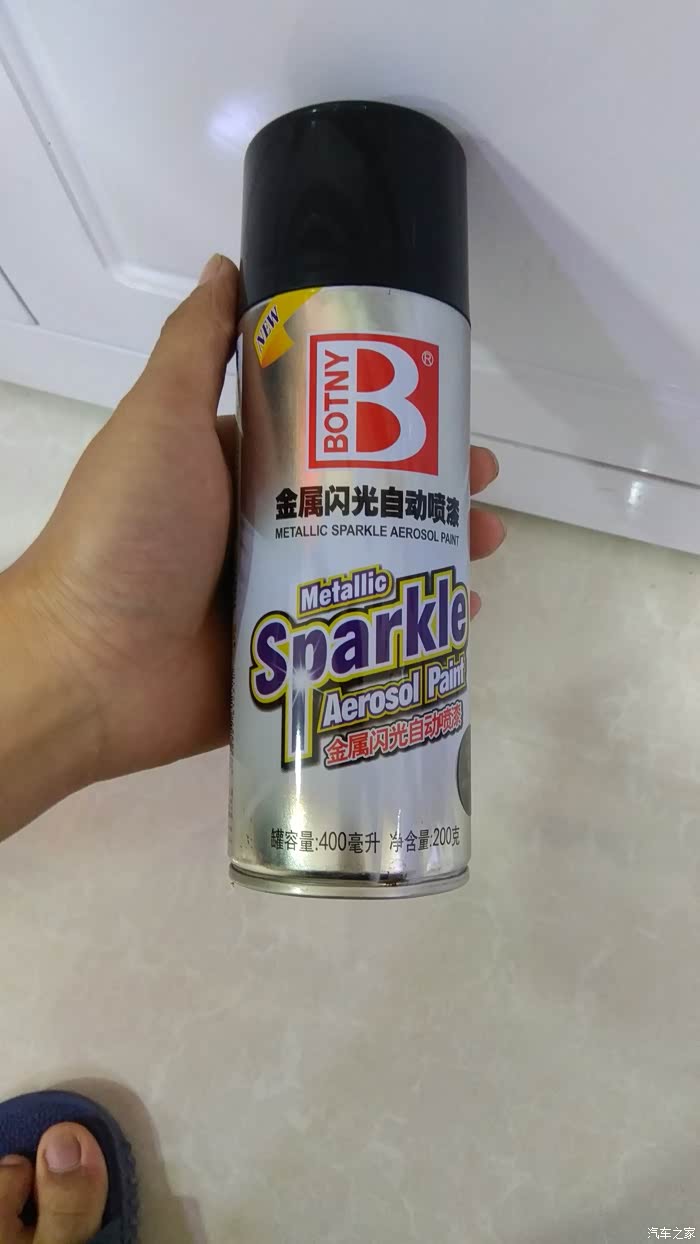 NEW
BOTNY
B®
金属闪光自动喷漆
METALLIC SPARKLE AEROSOL PAINT
Metallic
Sparkle
Aerosol Paint
金属闪光自动喷漆
罐容量:400毫升 净含量:200克
汽车之家